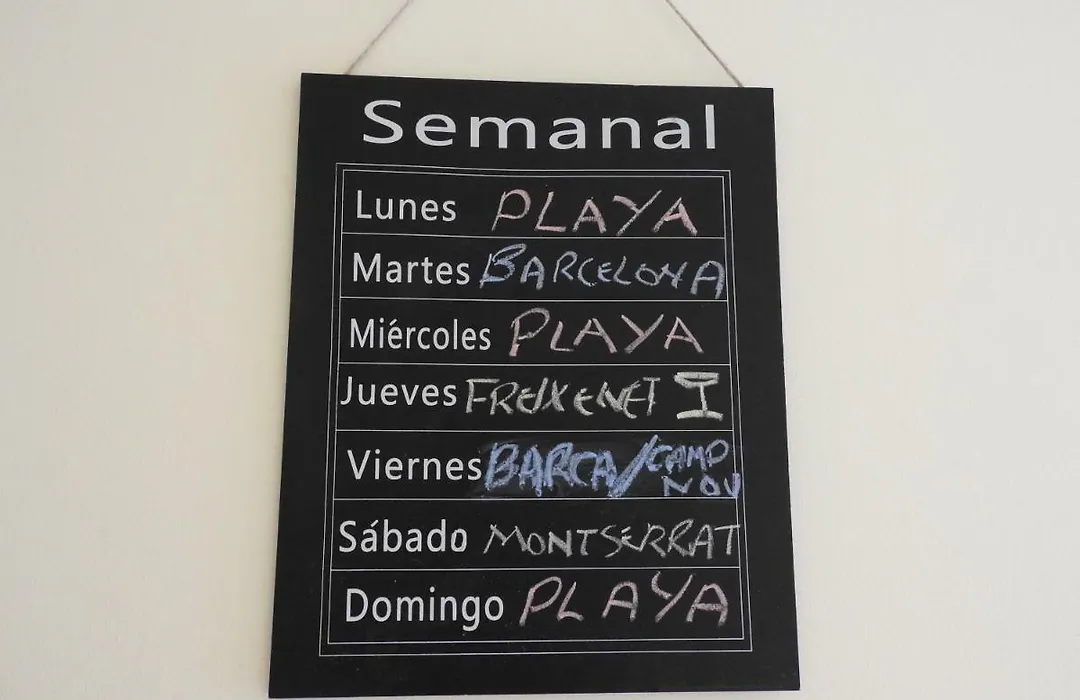 Semanal
Lunes PLAYA
Martes BARCELONA
Miércoles PLAYA
Jueves FREIXENET
Viernes BARCA/CAMP NOU
Sábado MONTSERRAT
Domingo PLAYA